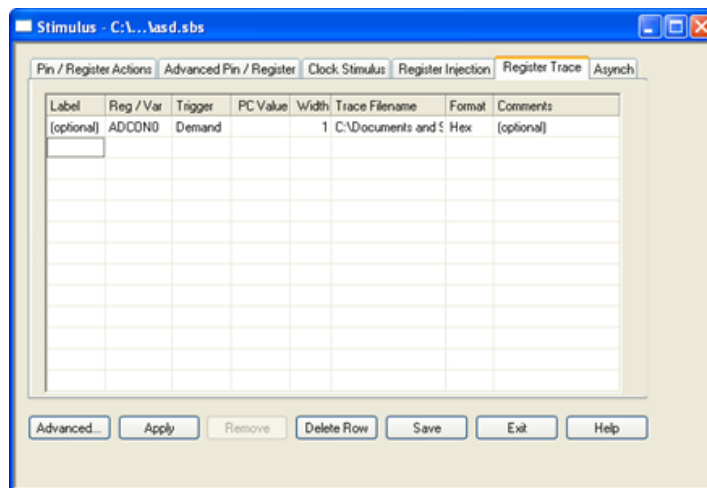 Stimulus - C:\...\asd.sbs
Pin / Register Actions Advanced Pin / Register Clock Stimulus Register Injection Register Trace Asynch
Label Reg / Var Trigger PC Value Width Trace Filename Format Comments
(optional) ADCON0 Demand 1 C:\Documents and S Hex (optional)
Advanced... Apply Remove Delete Row Save Exit Help